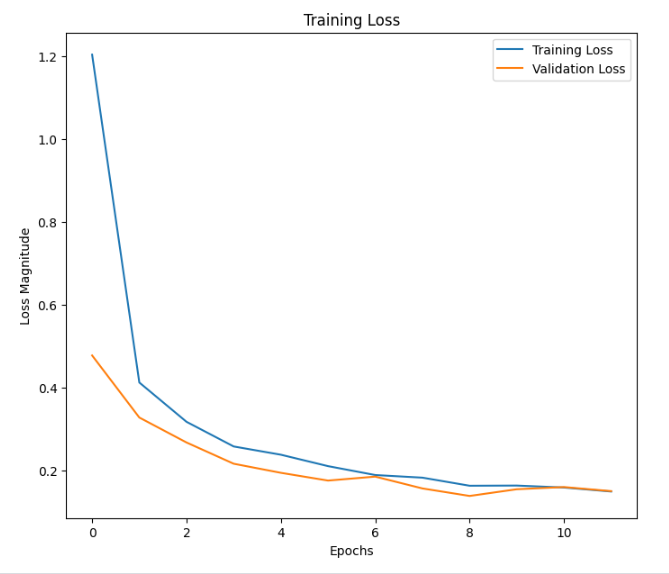 Training Loss
Training Loss
Validation Loss
1.2
1.0
0.8
0.6
0.4
0.2
Loss Magnitude
0 2 4 6 8 10
Epochs